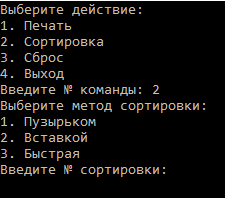 Выберите действие:
1. Печать
2. Сортировка
3. Сброс
4. Выход
Введите № команды: 2
Выберите метод сортировки:
1. Пузырьком
2. Вставкой
3. Быстрая
Введите № сортировки: